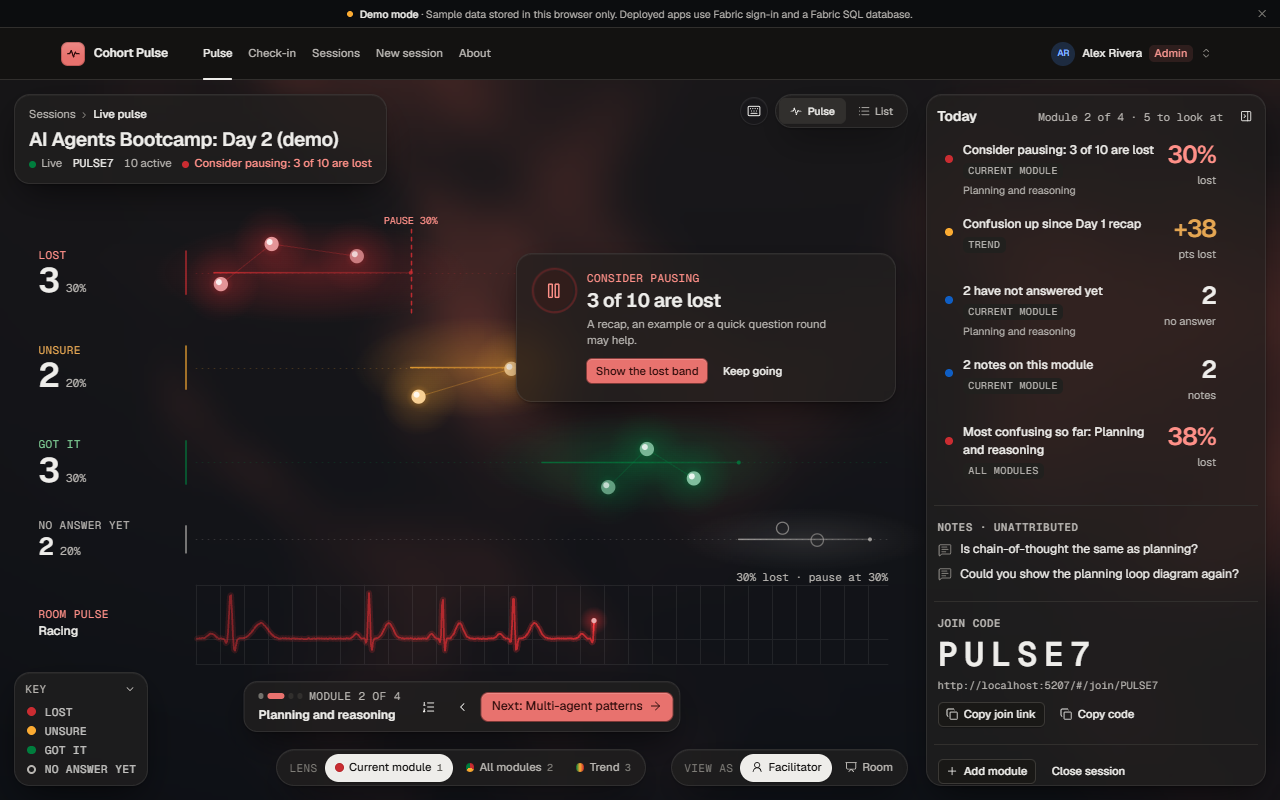 Demo mode · Sample data stored in this browser only. Deployed apps use Fabric sign-in and a Fabric SQL database.
Cohort Pulse
Pulse
Check-in
Sessions
New session
About
AR
Alex Rivera
Admin
Sessions
Live pulse
AI Agents Bootcamp: Day 2 (demo)
Live
PULSE7
10 active
Consider pausing: 3 of 10 are lost
Pulse
List
PAUSE 30%
LOST
3 30%
UNSURE
2 20%
GOT IT
3 30%
NO ANSWER YET
2 20%
CONSIDER PAUSING
3 of 10 are lost
A recap, an example or a quick question round
may help.
Show the lost band
Keep going
30% lost · pause at 30%
ROOM PULSE
Racing
KEY
LOST
UNSURE
GOT IT
NO ANSWER YET
MODULE 2 OF 4
Planning and reasoning
Next: Multi-agent patterns
LENS
Current module 1
All modules 2
Trend 3
VIEW AS
Facilitator
Room
Today
Module 2 of 4 · 5 to look at
Consider pausing: 3 of 10 are lost
CURRENT MODULE
Planning and reasoning
30%
lost
Confusion up since Day 1 recap
TREND
+38
pts lost
2 have not answered yet
CURRENT MODULE
Planning and reasoning
2
no answer
2 notes on this module
CURRENT MODULE
2
notes
Most confusing so far: Planning
and reasoning
ALL MODULES
38%
lost
NOTES · UNATTRIBUTED
Is chain-of-thought the same as planning?
Could you show the planning loop diagram again?
JOIN CODE
PULSE7
http://localhost:5207/#/join/PULSE7
Copy join link
Copy code
Add module
Close session